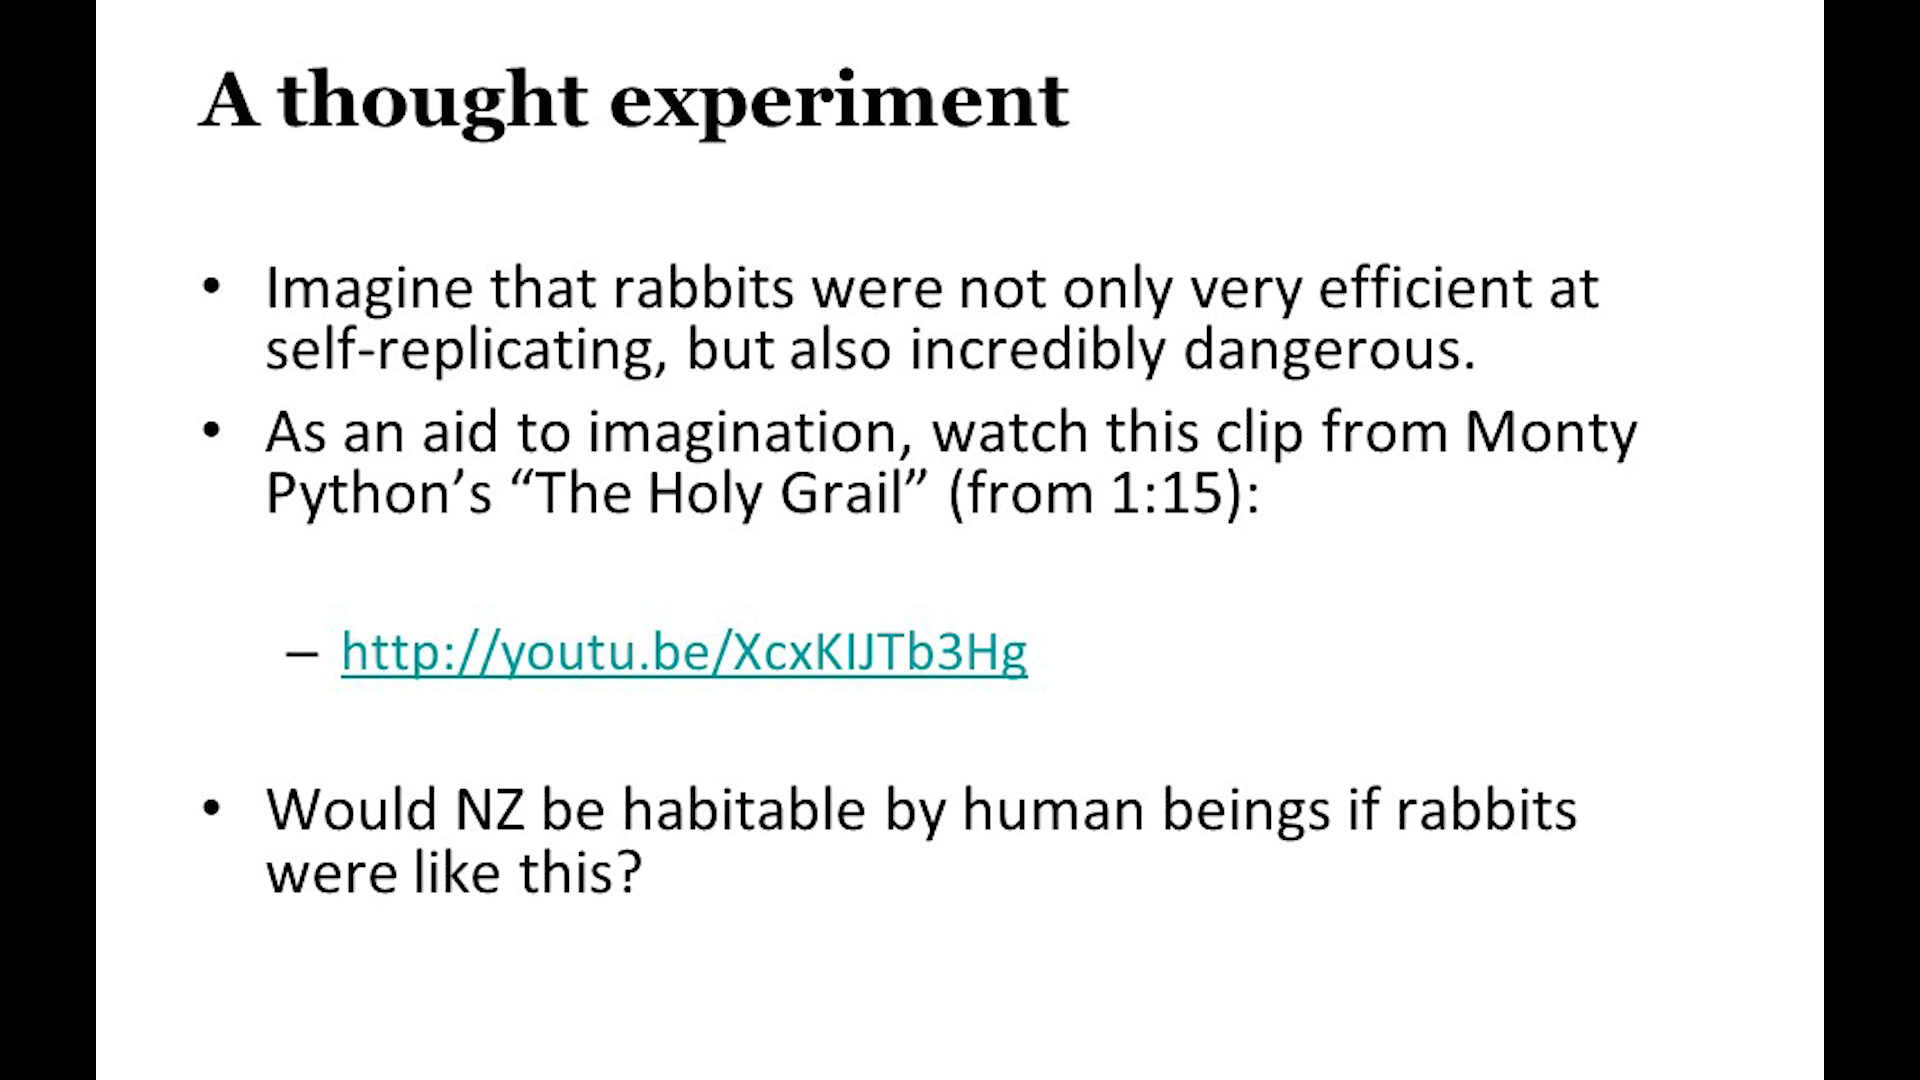 A thought experiment
• Imagine that rabbits were not only very efficient at
self-replicating, but also incredibly dangerous.
• As an aid to imagination, watch this clip from Monty
Python’s “The Holy Grail” (from 1:15):
– http://youtu.be/XcxKIJTb3Hg
• Would NZ be habitable by human beings if rabbits
were like this?